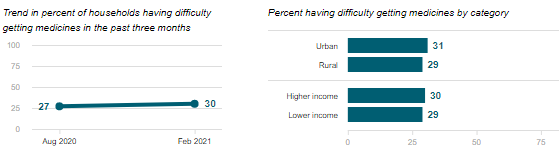 Trend in percent of households having difficulty
getting medicines in the past three months
100
75
50
25
0
27
30
Aug 2020
Feb 2021
Percent having difficulty getting medicines by category
Urban
31
Rural
29
Higher income
30
Lower income
29
0
25
50
75